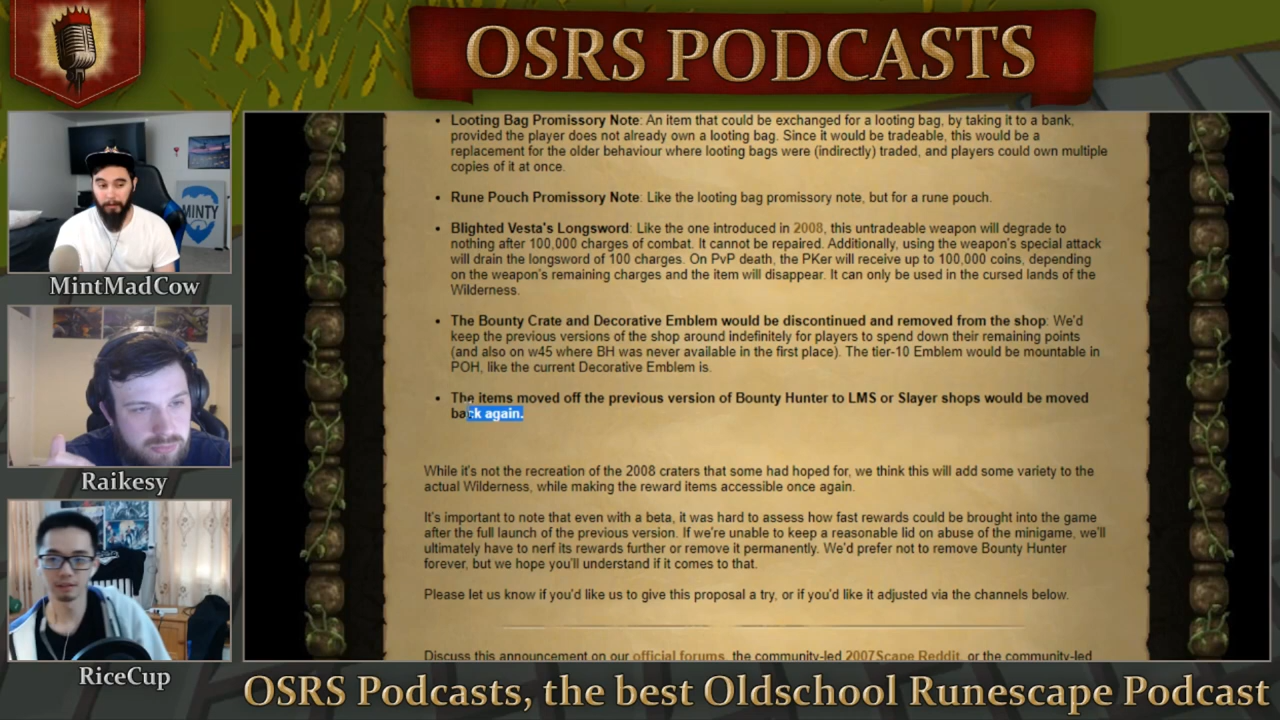 OSRS PODCASTS
MINTY
MintMadCow
Raikesy
RiceCup
• Looting Bag Promissory Note: An item that could be exchanged for a looting bag, by taking it to a bank,
provided the player does not already own a looting bag. Since it would be tradeable, this would be a
replacement for the older behaviour where looting bags were (indirectly) traded, and players could own multiple
copies of it at once.
• Rune Pouch Promissory Note: Like the looting bag promissory note, but for a rune pouch.
• Blighted Vesta's Longsword: Like the one introduced in 2008, this untradeable weapon will degrade to
nothing after 100,000 charges of combat. It cannot be repaired. Additionally, using the weapon's special attack
will drain the longsword of 100 charges. On PvP death, the PKer will receive up to 100,000 coins, depending
on the weapon's remaining charges and the item will disappear. It can only be used in the cursed lands of the
Wilderness.
• The Bounty Crate and Decorative Emblem would be discontinued and removed from the shop: We'd
keep the previous versions of the shop around indefinitely for players to spend down their remaining points
(and also on w45 where BH was never available in the first place). The tier-10 Emblem would be mountable in
POH, like the current Decorative Emblem is.
• The items moved off the previous version of Bounty Hunter to LMS or Slayer shops would be moved
back again.
While it's not the recreation of the 2008 craters that some had hoped for, we think this will add some variety to the
actual Wilderness, while making the reward items accessible once again.
It's important to note that even with a beta, it was hard to assess how fast rewards could be brought into the game
after the full launch of the previous version. If we're unable to keep a reasonable lid on abuse of the minigame, we'll
ultimately have to nerf its rewards further or remove it permanently. We'd prefer not to remove Bounty Hunter
forever, but we hope you'll understand if it comes to that.
Please let us know if you'd like us to give this proposal a try, or if you'd like it adjusted via the channels below.
Discuss this announcement on our official forums, the community-led 2007Scape Reddit, or the community-led
OSRS Podcasts, the best Oldschool Runescape Podcast